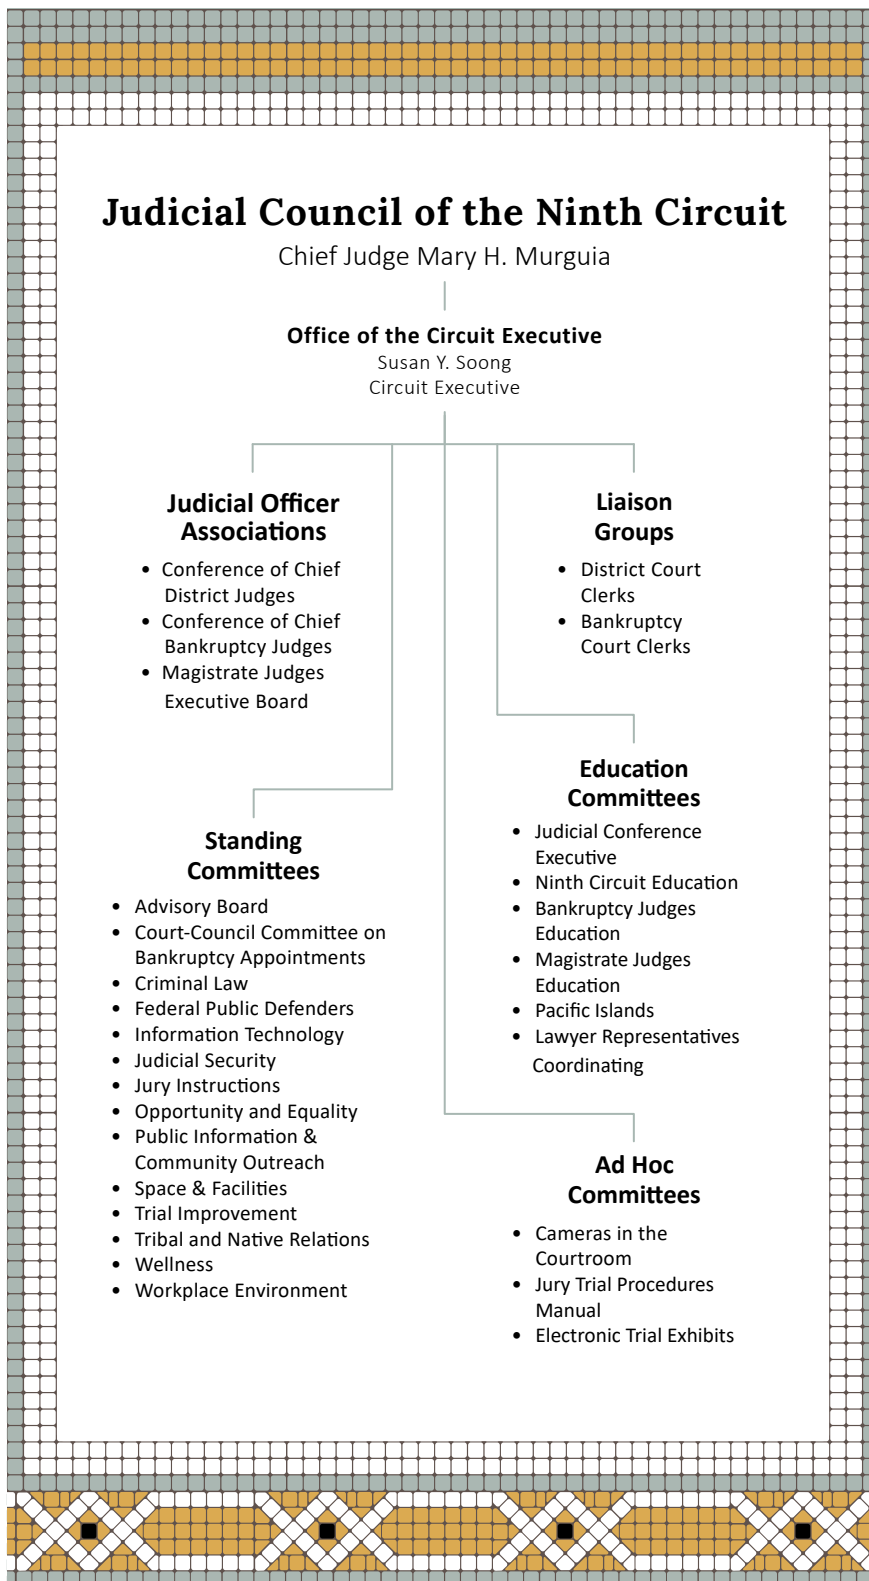 Judicial Council of the Ninth Circuit
Chief Judge Mary H. Murguia
Office of the Circuit Executive
Susan Y. Soong
Circuit Executive
Judicial Officer
Associations
• Conference of Chief
District Judges
• Conference of Chief
Bankruptcy Judges
• Magistrate Judges
Executive Board
Liaison
Groups
• District Court
Clerks
• Bankruptcy
Court Clerks
Standing
Committees
• Advisory Board
• Court-Council Committee on
Bankruptcy Appointments
• Criminal Law
• Federal Public Defenders
• Information Technology
• Judicial Security
• Jury Instructions
• Opportunity and Equality
• Public Information &
Community Outreach
• Space & Facilities
• Trial Improvement
• Tribal and Native Relations
• Wellness
• Workplace Environment
Education
Committees
• Judicial Conference
Executive
• Ninth Circuit Education
• Bankruptcy Judges
Education
• Magistrate Judges
Education
• Pacific Islands
• Lawyer Representatives
Coordinating
Ad Hoc
Committees
• Cameras in the
Courtroom
• Jury Trial Procedures
Manual
• Electronic Trial Exhibits